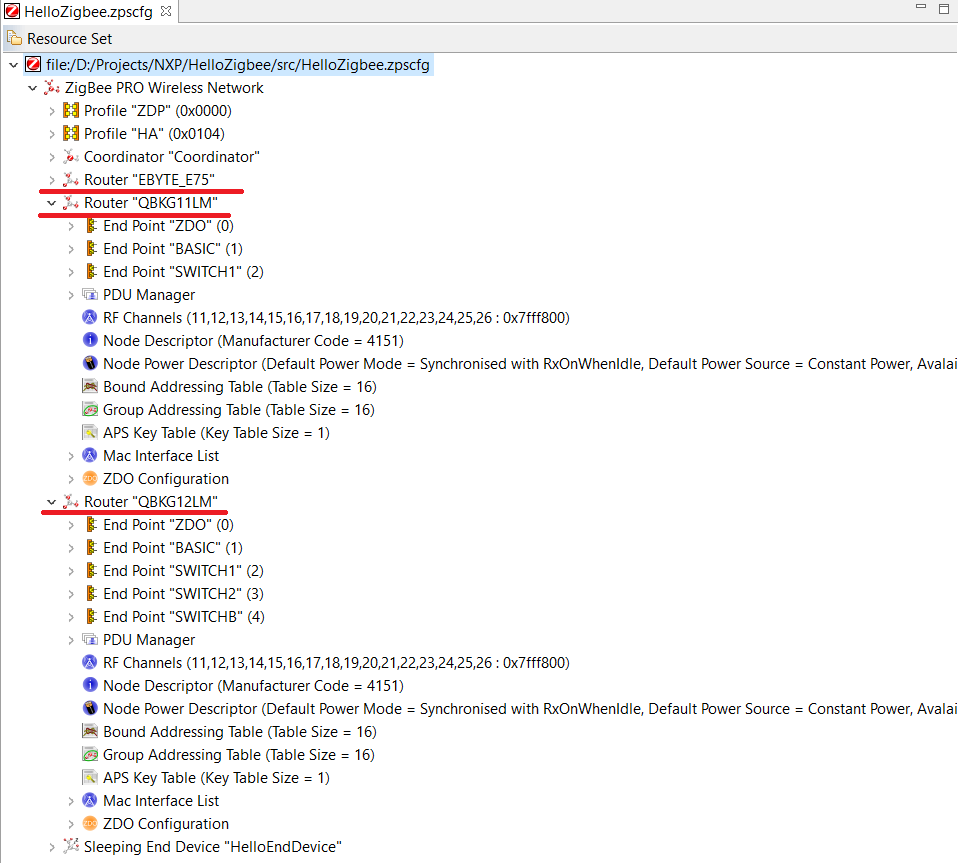 HelloZigbee.zpscfg
Resource Set
file:/D:/Projects/NXP/HelloZigbee/src/HelloZigbee.zpscfg
ZigBee PRO Wireless Network
Profile "ZDP" (0x0000)
Profile "HA" (0x0104)
Coordinator "Coordinator"
Router "EBYTE_E75"
Router "QBKG11LM"
End Point "ZDO" (0)
End Point "BASIC" (1)
End Point "SWITCH1" (2)
PDU Manager
RF Channels (11,12,13,14,15,16,17,18,19,20,21,22,23,24,25,26 : 0x7fff800)
Node Descriptor (Manufacturer Code = 4151)
Node Power Descriptor (Default Power Mode = Synchronised with RxOnWhenIdle, Default Power Source = Constant Power, Avalai
Bound Addressing Table (Table Size = 16)
Group Addressing Table (Table Size = 16)
APS Key Table (Key Table Size = 1)
Mac Interface List
ZDO Configuration
Router "QBKG12LM"
End Point "ZDO" (0)
End Point "BASIC" (1)
End Point "SWITCH1" (2)
End Point "SWITCH2" (3)
End Point "SWITCHB" (4)
PDU Manager
RF Channels (11,12,13,14,15,16,17,18,19,20,21,22,23,24,25,26 : 0x7fff800)
Node Descriptor (Manufacturer Code = 4151)
Node Power Descriptor (Default Power Mode = Synchronised with RxOnWhenIdle, Default Power Source = Constant Power, Avalai
Bound Addressing Table (Table Size = 16)
Group Addressing Table (Table Size = 16)
APS Key Table (Key Table Size = 1)
Mac Interface List
ZDO Configuration
Sleeping End Device "HelloEndDevice"